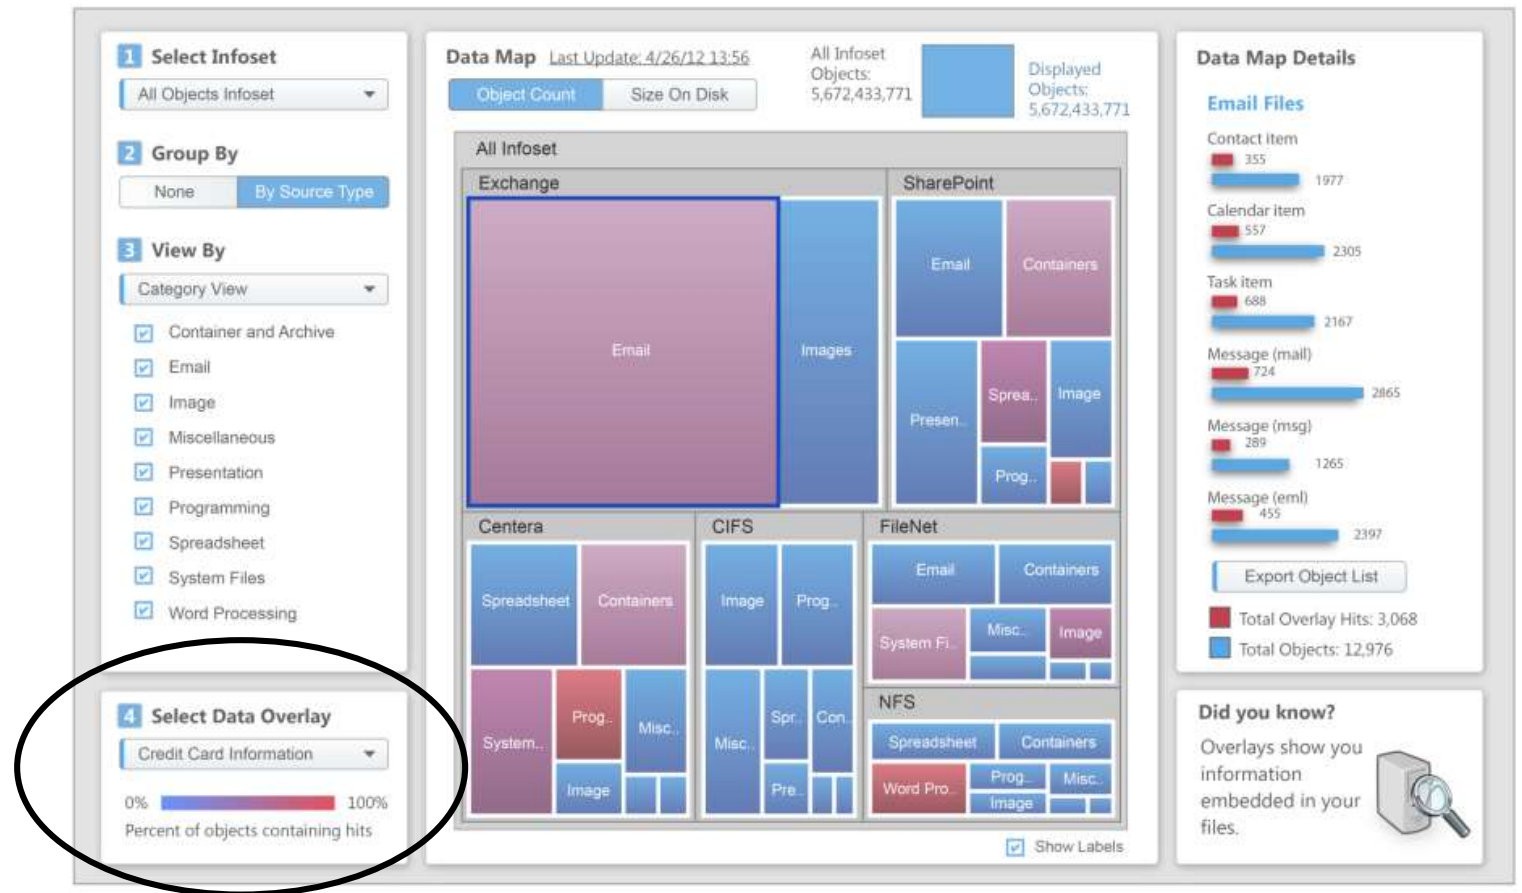 1 Select Infoset
All Objects Infoset
2 Group By
None By Source Type
3 View By
Category View
Container and Archive
Email
Image
Miscellaneous
Presentation
Programming
Spreadsheet
System Files
Word Processing
4 Select Data Overlay
Credit Card Information
0% 100%
Percent of objects containing hits
Data Map Last Update: 4/26/12 13:56
Object Count Size On Disk
All Infoset
Objects:
5,672,433,771
Displayed
Objects:
5,672,433,771
All Infoset
Exchange
Email
Images
SharePoint
Email
Containers
Presen..
Sprea..
Image
Prog..
Centera
Spreadsheet
Containers
System..
Prog..
Misc..
Image
CIFS
Image
Prog..
Misc..
Spr..
Con..
Pre..
FileNet
Email
Containers
System Fi..
Misc..
Image
NFS
Spreadsheet
Containers
Word Pro..
Prog..
Misc..
Image
Show Labels
Data Map Details
Email Files
Contact item
355
1977
Calendar item
557
2305
Task item
688
2167
Message (mail)
724
2865
Message (msg)
289
1265
Message (eml)
455
2397
Export Object List
Total Overlay Hits: 3,068
Total Objects: 12,976
Did you know?
Overlays show you
information
embedded in your
files.